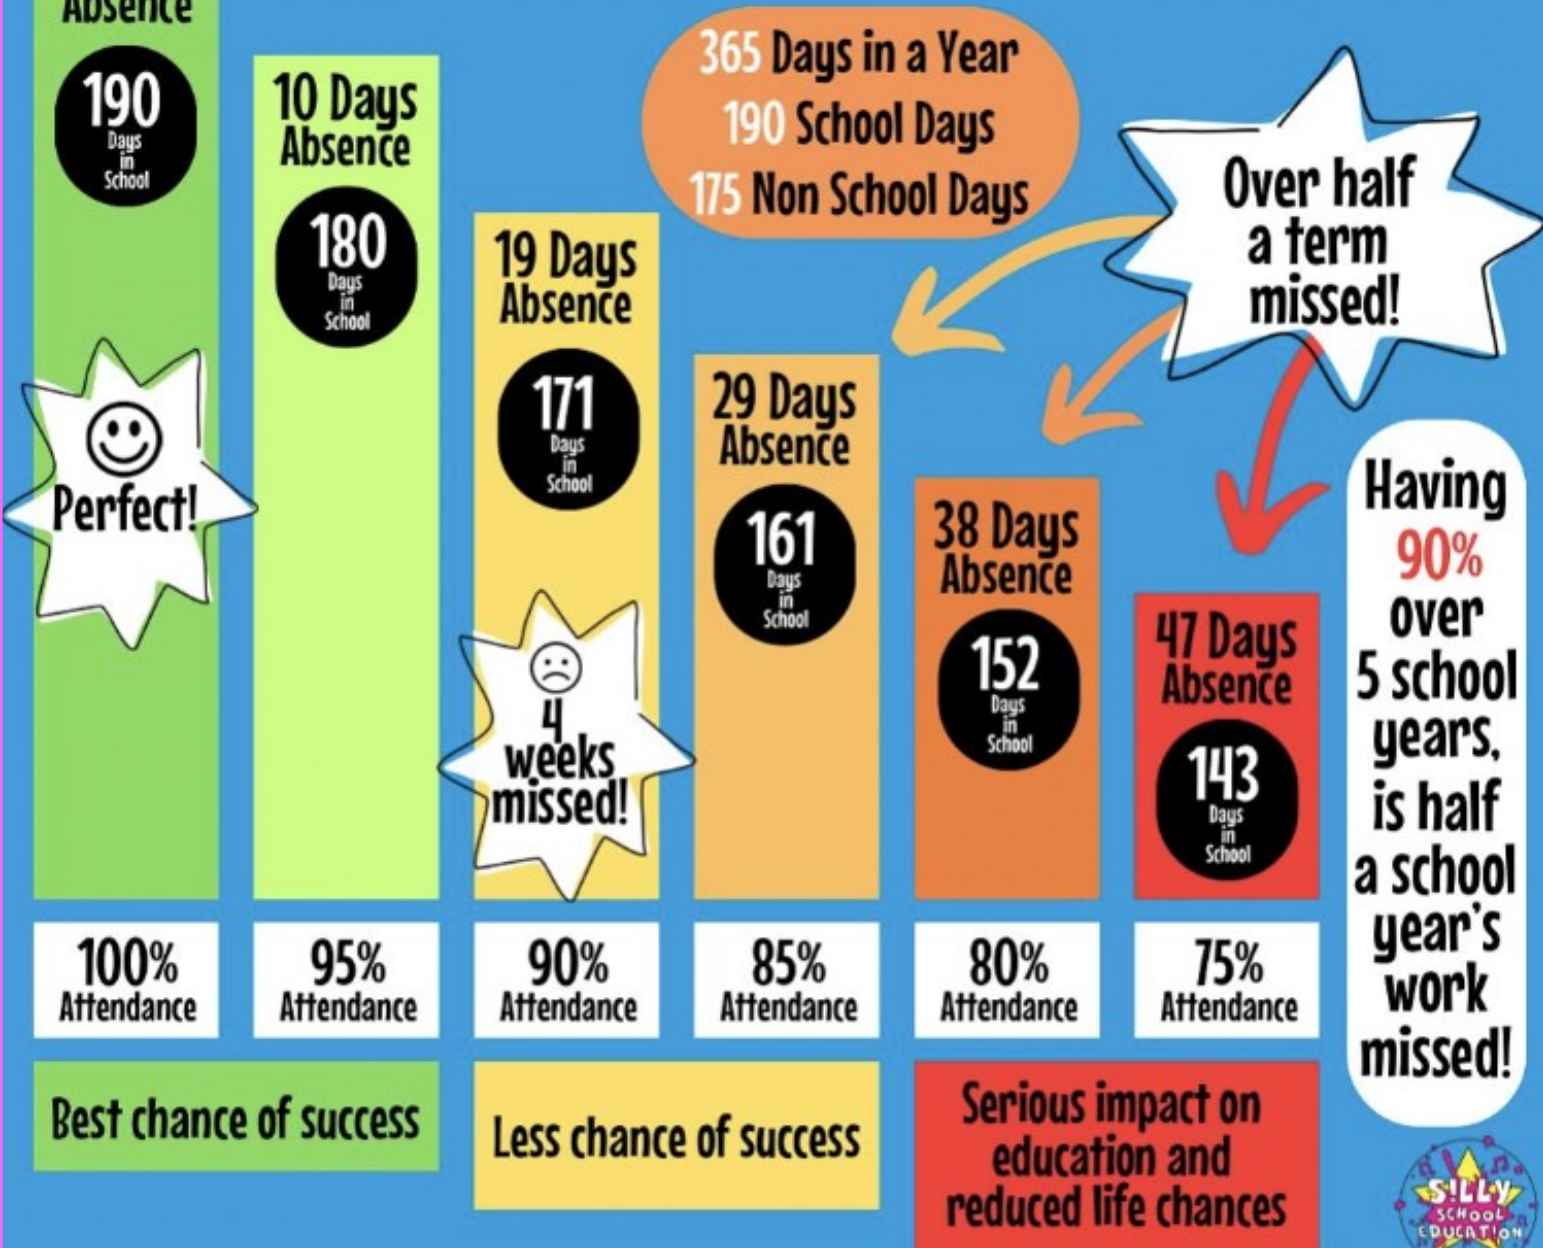 Absence
190
Days
in
School
Perfect!
100%
Attendance
10 Days
Absence
180
Days
in
School
95%
Attendance
19 Days
Absence
171
Days
in
School
4
weeks
missed!
90%
Attendance
29 Days
Absence
161
Days
in
School
85%
Attendance
38 Days
Absence
152
Days
in
School
80%
Attendance
47 Days
Absence
143
Days
in
School
75%
Attendance
365 Days in a Year
190 School Days
175 Non School Days
Over half
a term
missed!
Having
90%
over
5 school
years,
is half
a school
year's
work
missed!
Best chance of success
Less chance of success
Serious impact on
education and
reduced life chances
S!LLY
SCHOOL
EDUCAT!ON